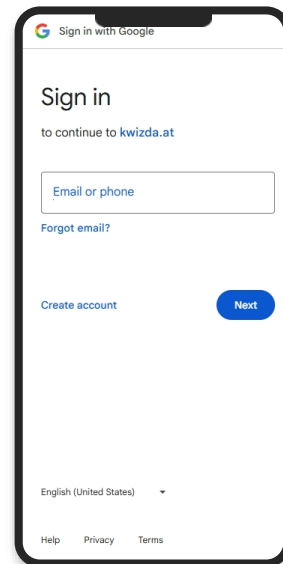 Sign in with Google
Sign in
to continue to kwizda.at
Email or phone
Forgot email?
Create account
Next
English (United States)
Help
Privacy
Terms